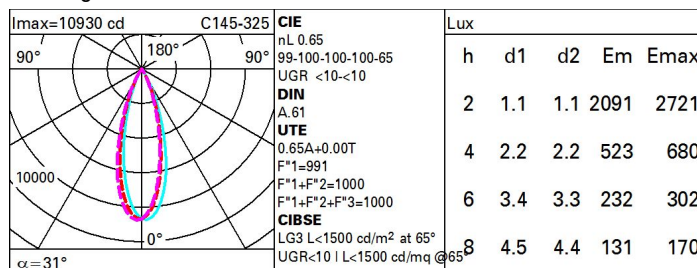 Imax=10930 cd C145-325
90° 180° 90°
10000
0°
α=31°
CIE
nL 0.65
99-100-100-100-65
UGR <10-<10
DIN
A.61
UTE
0.65A+0.00T
F"1=991
F"1+F"2=1000
F"1+F"2+F"3=1000
CIBSE
LG3 L<1500 cd/m² at 65°
UGR<10 | L<1500 cd/mq @65°
Lux
h d1 d2 Em Emax
2 1.1 1.1 2091 2721
4 2.2 2.2 523 680
6 3.4 3.3 232 302
8 4.5 4.4 131 170